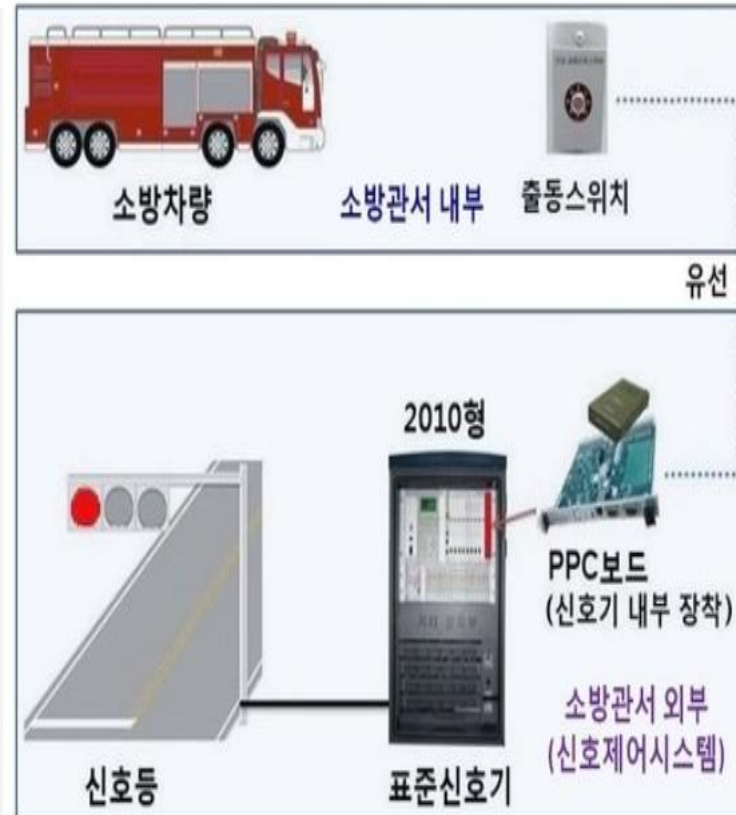 소방차량
소방관서 내부
출동스위치
유선
2010형
PPC보드
(신호기 내부 장착)
소방관서 외부
(신호제어시스템)
신호등
표준신호기